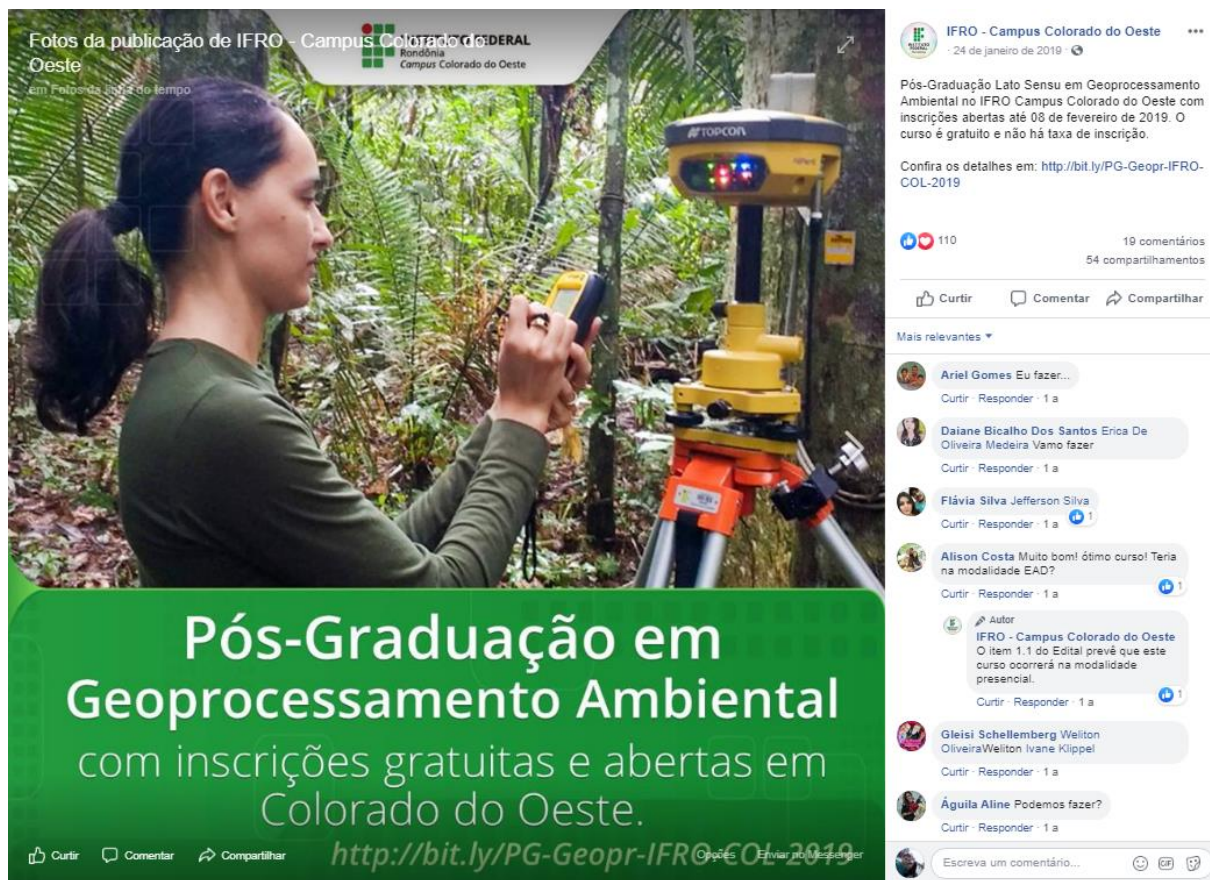 Fotos da publicação de IFRO - Campus Colorado do
Oeste
em Fotos da linha do tempo
INSTITUTO FEDERAL
Rondônia
Campus Colorado do Oeste
TOPCON
Pós-Graduação em
Geoprocessamento Ambiental
com inscrições gratuitas e abertas em
Colorado do Oeste.
http://bit.ly/PG-Geopr-IFRO-COL-2019
Curtir Comentar Compartilhar
Opções Enviar no Messenger
IFRO - Campus Colorado do Oeste
24 de janeiro de 2019
Pós-Graduação Lato Sensu em Geoprocessamento
Ambiental no IFRO Campus Colorado do Oeste com
inscrições abertas até 08 de fevereiro de 2019. O
curso é gratuito e não há taxa de inscrição.
Confira os detalhes em: http://bit.ly/PG-Geopr-IFRO-
COL-2019
110
19 comentários
54 compartilhamentos
Curtir Comentar Compartilhar
Mais relevantes
Ariel Gomes Eu fazer...
Curtir · Responder · 1 a
Daiane Bicalho Dos Santos Erica De
Oliveira Medeira Vamo fazer
Curtir · Responder · 1 a
Flávia Silva Jefferson Silva
Curtir · Responder · 1 a
1
Alison Costa Muito bom! ótimo curso! Teria
na modalidade EAD?
1
Curtir · Responder · 1 a
Autor
IFRO - Campus Colorado do Oeste
O item 1.1 do Edital prevê que este
curso ocorrerá na modalidade
presencial.
1
Curtir · Responder · 1 a
Gleisi Schellemberg Weliton
OliveiraWeliton Ivane Klippel
Curtir · Responder · 1 a
Águila Aline Podemos fazer?
Curtir · Responder · 1 a
Escreva um comentário...
GIF